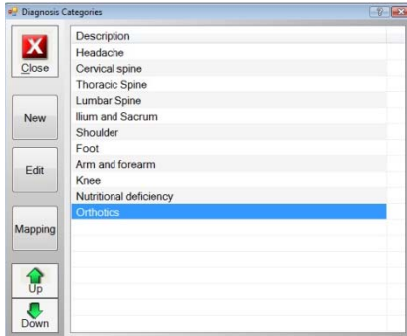 Diagnosis Categories
Close
New
Edit
Mapping
Up
Down
Description
Headache
Cervical spine
Thoracic Spine
Lumbar Spine
Ilium and Sacrum
Shoulder
Foot
Arm and forearm
Knee
Nutritional deficiency
Orthotics